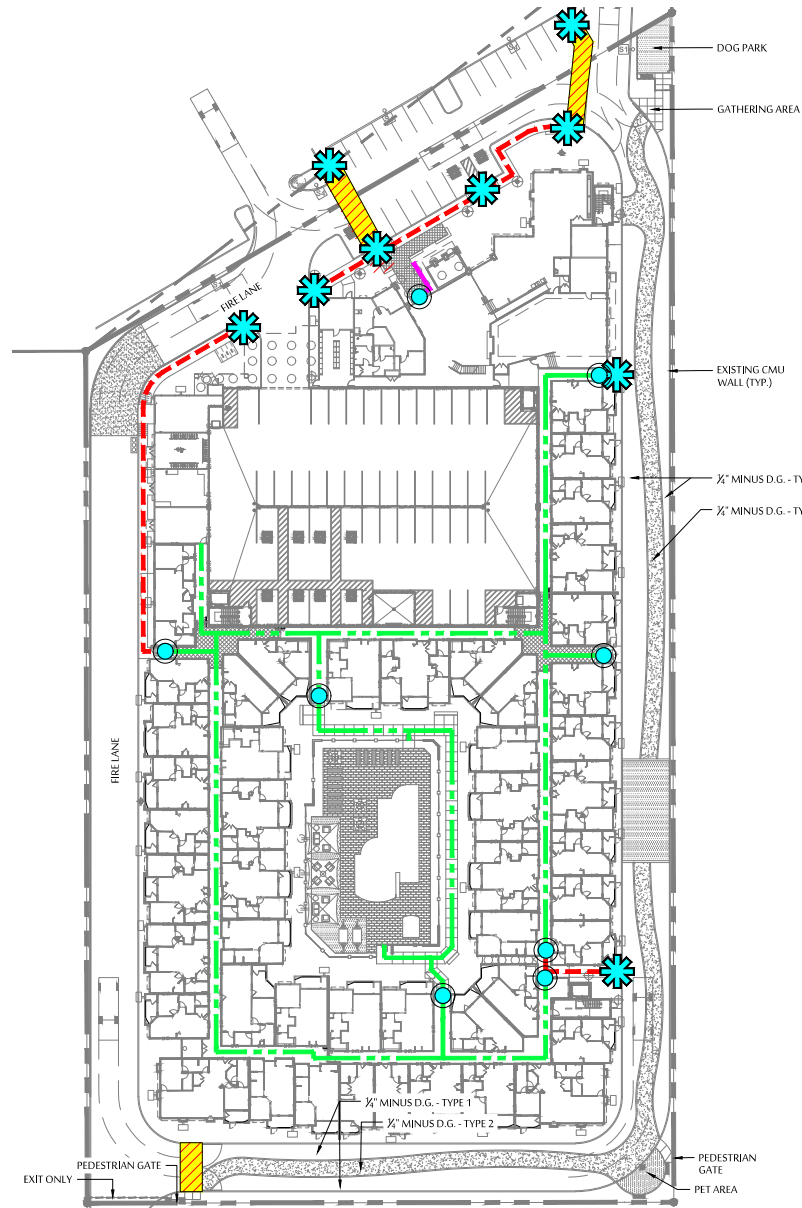 DOG PARK
S1
GATHERING AREA
FIRE LANE
EXISTING CMU
WALL (TYP.)
¼" MINUS D.G. - TY
¼" MINUS D.G. - TY
FIRE LANE
¼" MINUS D.G. - TYPE 1
¼" MINUS D.G. - TYPE 2
PEDESTRIAN GATE
EXIT ONLY
PEDESTRIAN
GATE
PET AREA